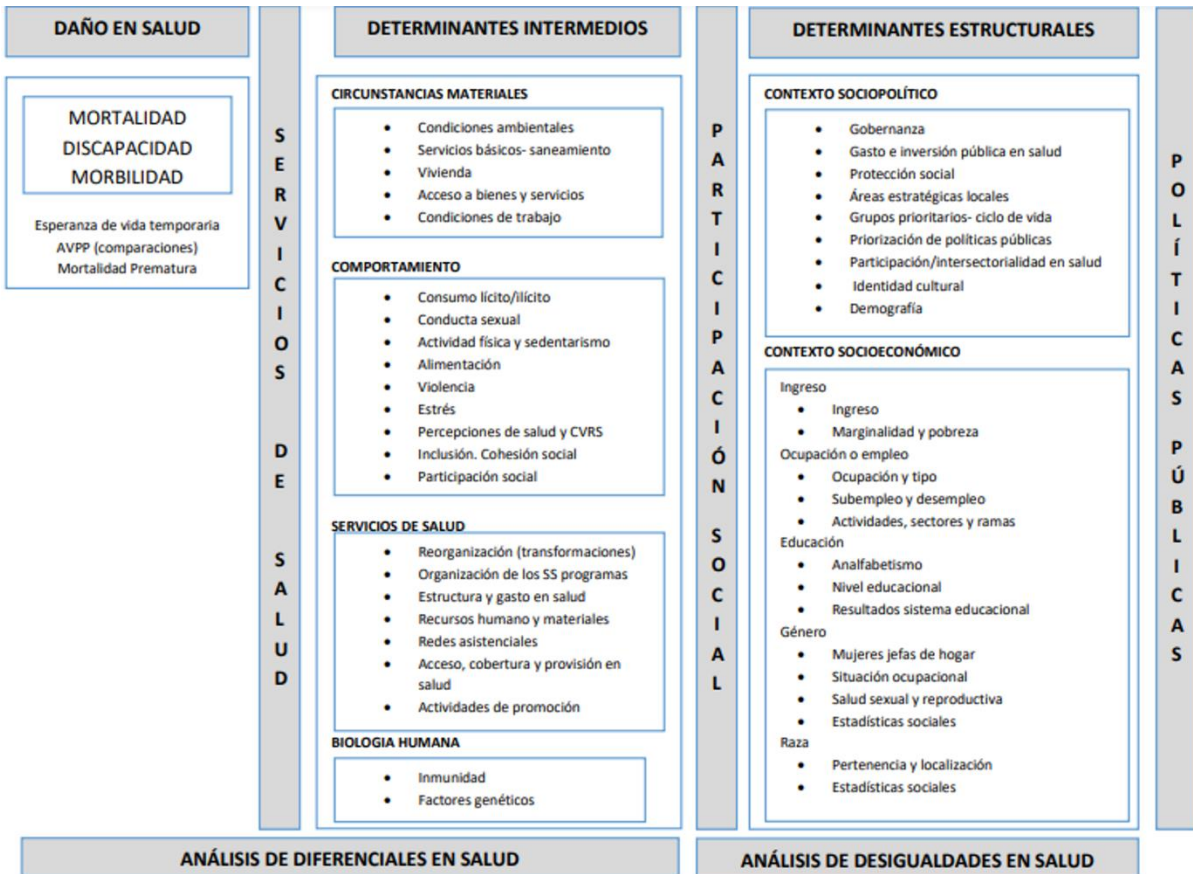 DAÑO EN SALUD
MORTALIDAD
DISCAPACIDAD
MORBILIDAD
Esperanza de vida temporaria
AVPP (comparaciones)
Mortalidad Prematura
SERVICIOS DE SALUD
DETERMINANTES INTERMEDIOS
CIRCUNSTANCIAS MATERIALES
• Condiciones ambientales
• Servicios básicos- saneamiento
• Vivienda
• Acceso a bienes y servicios
• Condiciones de trabajo
COMPORTAMIENTO
• Consumo lícito/ilícito
• Conducta sexual
• Actividad física y sedentarismo
• Alimentación
• Violencia
• Estrés
• Percepciones de salud y CVRS
• Inclusión. Cohesión social
• Participación social
SERVICIOS DE SALUD
• Reorganización (transformaciones)
• Organización de los SS programas
• Estructura y gasto en salud
• Recursos humano y materiales
• Redes asistenciales
• Acceso, cobertura y provisión en
salud
• Actividades de promoción
BIOLOGIA HUMANA
• Inmunidad
• Factores genéticos
PARTICIPACIÓN SOCIAL
DETERMINANTES ESTRUCTURALES
CONTEXTO SOCIOPOLÍTICO
• Gobernanza
• Gasto e inversión pública en salud
• Protección social
• Áreas estratégicas locales
• Grupos prioritarios- ciclo de vida
• Priorización de políticas públicas
• Participación/intersectorialidad en salud
• Identidad cultural
• Demografía
CONTEXTO SOCIOECONÓMICO
Ingreso
• Ingreso
• Marginalidad y pobreza
Ocupación o empleo
• Ocupación y tipo
• Subempleo y desempleo
• Actividades, sectores y ramas
Educación
• Analfabetismo
• Nivel educacional
• Resultados sistema educacional
Género
• Mujeres jefas de hogar
• Situación ocupacional
• Salud sexual y reproductiva
• Estadísticas sociales
Raza
• Pertenencia y localización
• Estadísticas sociales
POLÍTICAS PÚBLICAS
ANÁLISIS DE DIFERENCIALES EN SALUD
ANÁLISIS DE DESIGUALDADES EN SALUD